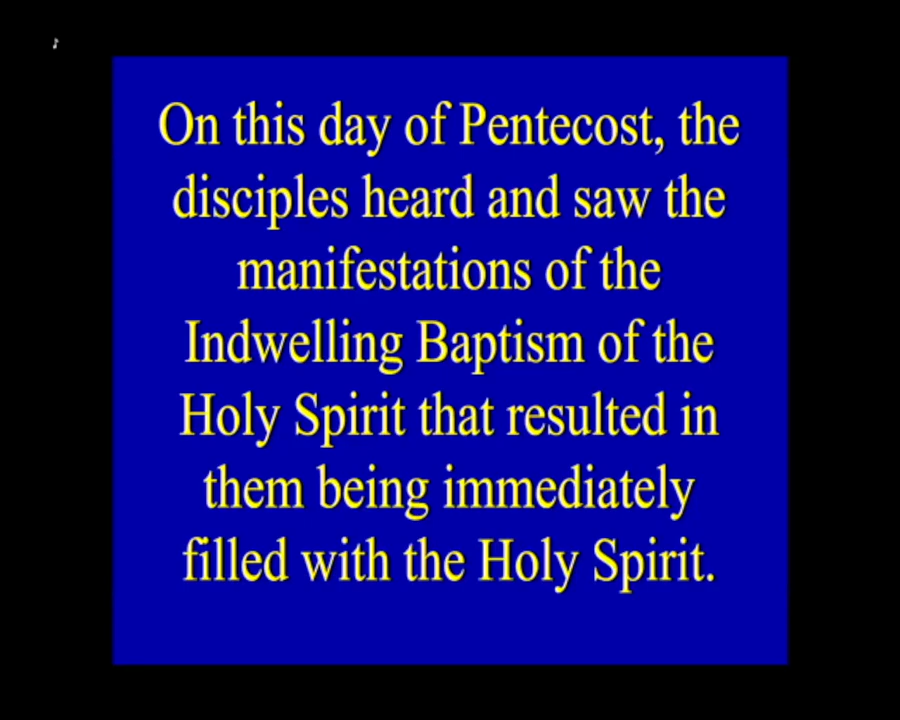 On this day of Pentecost, the
disciples heard and saw the
manifestations of the
Indwelling Baptism of the
Holy Spirit that resulted in
them being immediately
filled with the Holy Spirit.